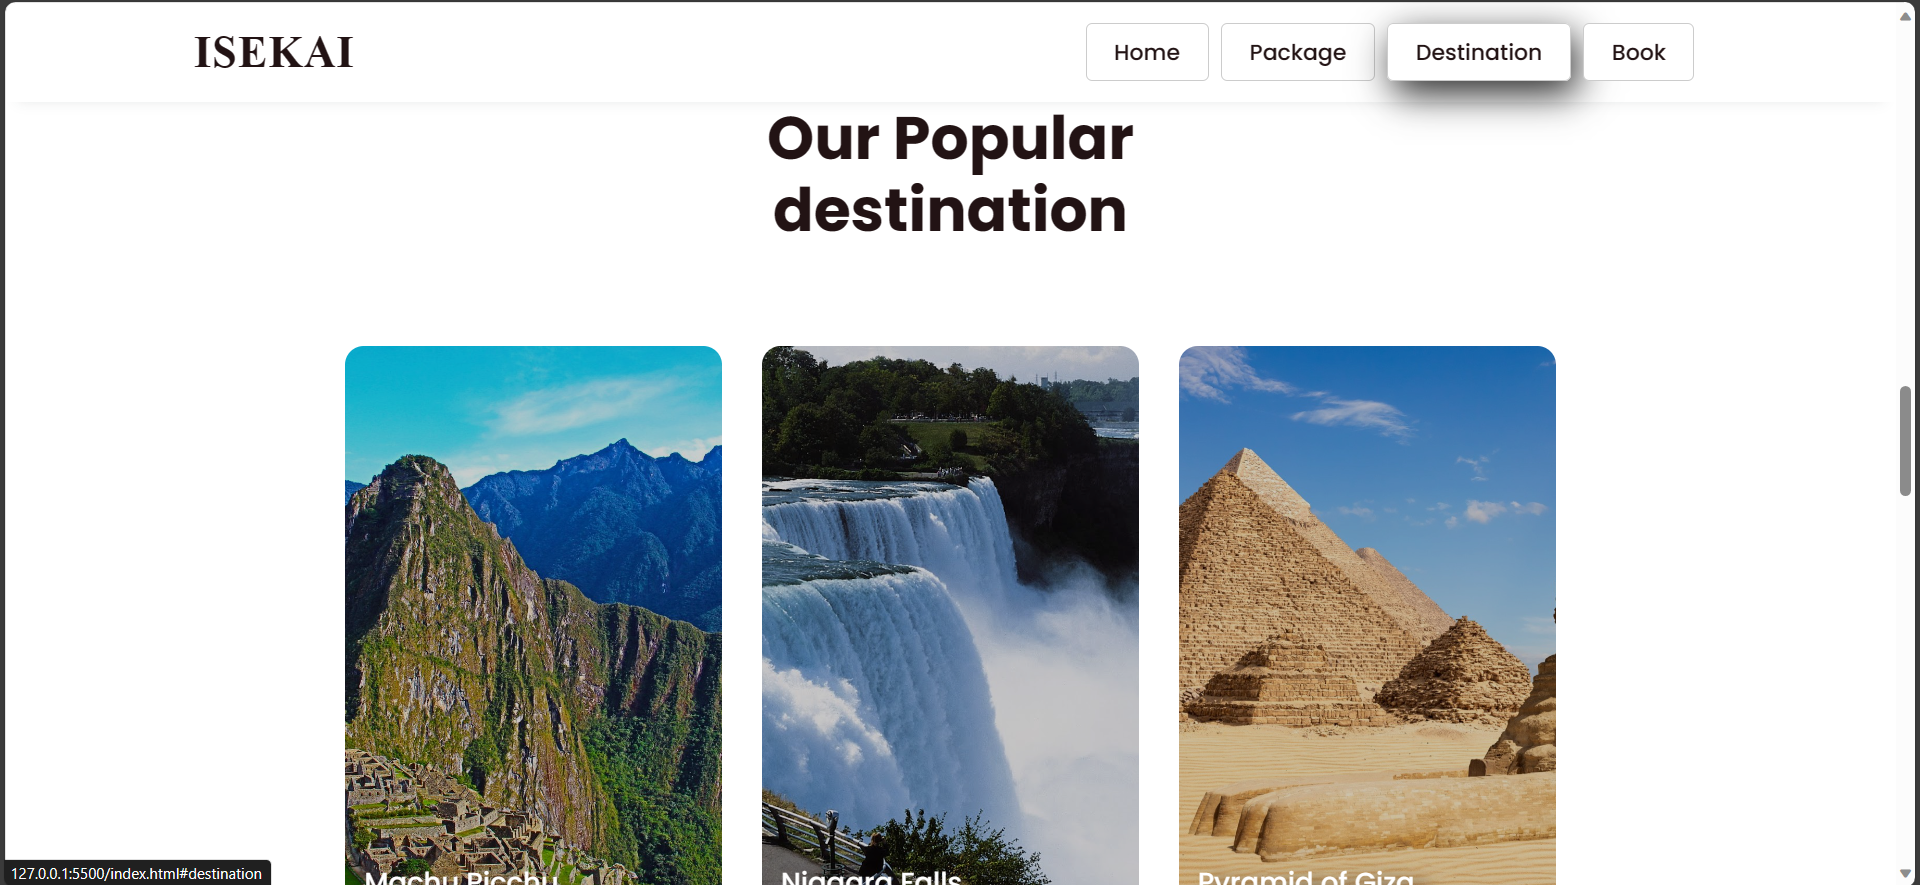 ISEKAI
Home
Package
Destination
Book
Our Popular
destination
Machu Picchu
Niagara Falls
Pyramid of Giza
127.0.0.1:5500/index.html#destination